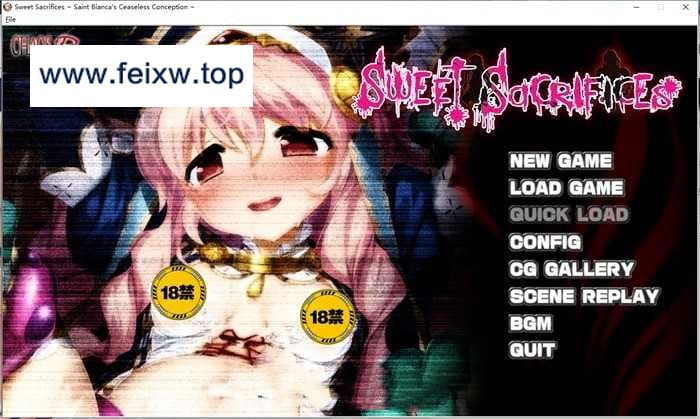 Sweet Sacrifices ~ Saint Bianca's Ceaseless Conception ~
File
www.feixw.top
SWEET SACRIFICES
NEW GAME
LOAD GAME
QUICK LOAD
CONFIG
CG GALLERY
SCENE REPLAY
BGM
QUIT
18禁
18禁